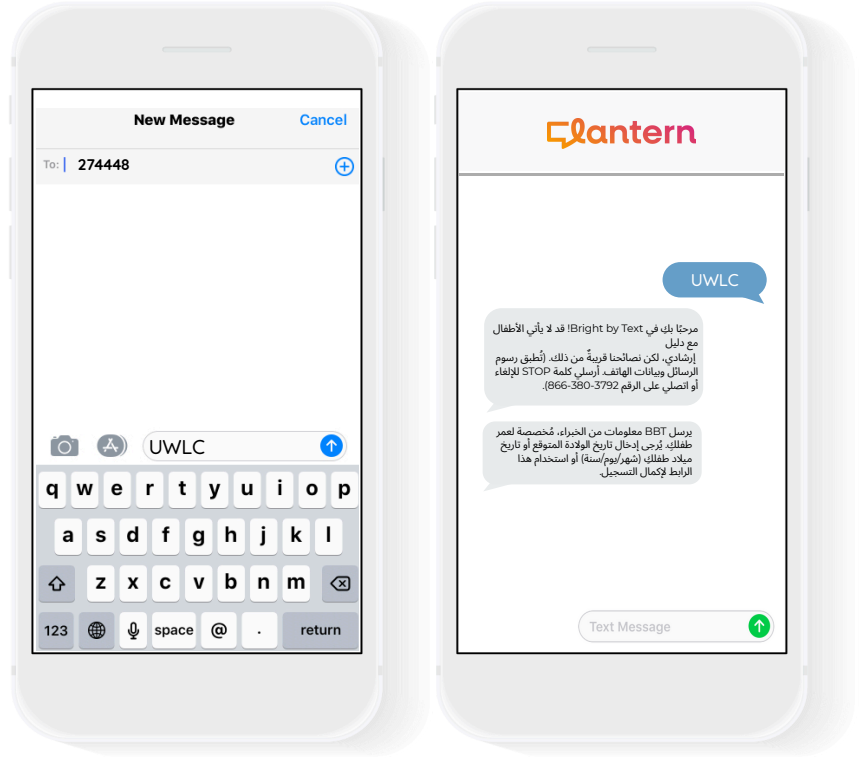 New Message
Cancel
To:
274448
UWLC
q w e r t y u i o p
a s d f g h j k l
z x c v b n m
123
space
@
.
return
lantern
UWLC
مرحبًا بكِ في Bright by Text! قد لا يأتي الأطفال
مع دليل
إرشادي، لكن نصائحنا قريبةٌ من ذلك. (تُطبق رسوم
الرسائل وبيانات الهاتف. أرسلي كلمة STOP للإلغاء
أو اتصلي على الرقم 3792-380-866).
يرسل BBT معلومات من الخبراء، مُخصصة لعمر
طفلكِ. يُرجى إدخال تاريخ الولادة المتوقع أو تاريخ
ميلاد طفلكِ (شهر/يوم/سنة) أو استخدام هذا
الرابط لإكمال التسجيل.
Text Message